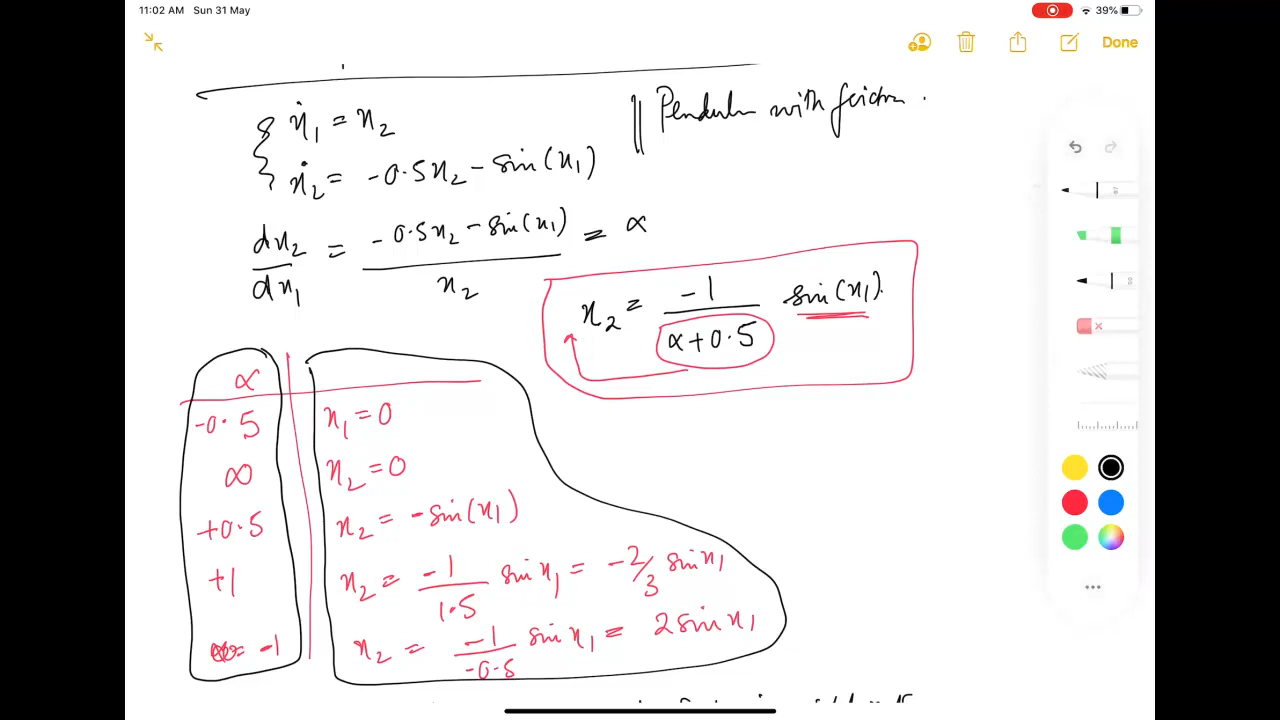 11:02 AM Sun 31 May 39%
Done
ẋ₁ = x₂ || Pendulum with friction.
ẋ₂ = -0.5x₂ - sin(x₁)
dx₂/dx₁ = (-0.5x₂ - sin(x₁))/x₂ = α
x₂ = -1/(α+0.5) sin(x₁).
α
-0.5 x₁ = 0
∞ x₂ = 0
+0.5 x₂ = -sin(x₁)
+1 x₂ = -1/1.5 sin x₁ = -2/3 sin x₁
= -1 x₂ = -1/-0.5 sin x₁ = 2 sin x₁